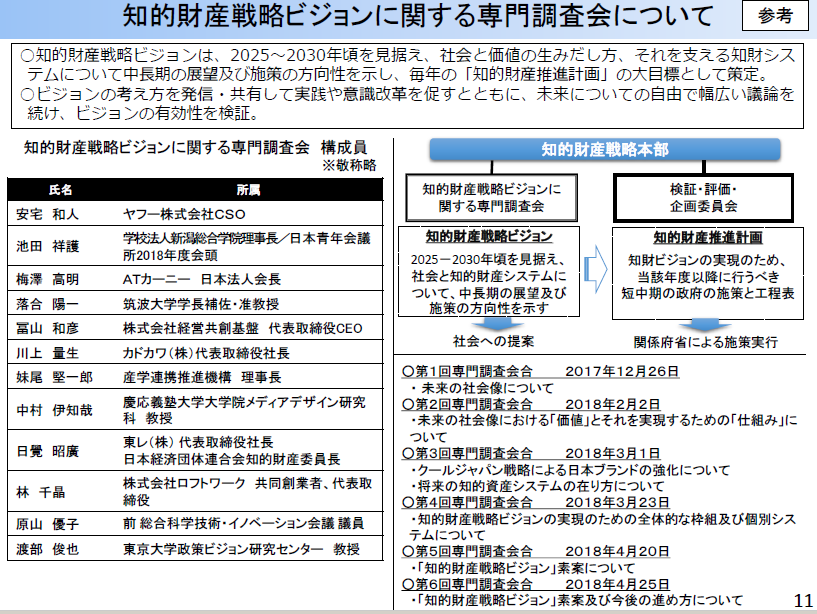 知的財産戦略ビジョンに関する専門調査会について
参考
○知的財産戦略ビジョンは、2025～2030年頃を見据え、社会と価値の生みだし方、それを支える知財シス
テムについて中長期の展望及び施策の方向性を示し、毎年の「知的財産推進計画」の大目標として策定。
○ビジョンの考え方を発信・共有して実践や意識改革を促すとともに、未来についての自由で幅広い議論を
続け、ビジョンの有効性を検証。
知的財産戦略ビジョンに関する専門調査会　構成員
※敬称略
氏名　所属
安宅　和人　ヤフー株式会社CSO
池田　祥護　学校法人新潟総合学院理事長／日本青年会議
所2018年度会頭
梅澤　高明　ATカーニー　日本法人会長
落合　陽一　筑波大学学長補佐・准教授
冨山　和彦　株式会社経営共創基盤　代表取締役CEO
川上　量生　カドカワ（株）代表取締役社長
妹尾　堅一郎　産学連携推進機構　理事長
中村　伊知哉　慶応義塾大学大学院メディアデザイン研究
科　教授
日覺　昭廣　東レ（株）代表取締役社長
日本経済団体連合会知的財産委員長
林　千晶　株式会社ロフトワーク　共同創業者、代表取
締役
原山　優子　前 総合科学技術・イノベーション会議 議員
渡部　俊也　東京大学政策ビジョン研究センター　教授
知的財産戦略本部
知的財産戦略ビジョンに
関する専門調査会
検証・評価・
企画委員会
知的財産戦略ビジョン
2025－2030年頃を見据え、
社会と知的財産システムに
ついて、中長期の展望及び
施策の方向性を示す
知的財産推進計画
知財ビジョンの実現のため、
当該年度以降に行うべき
短中期の政府の施策と工程表
社会への提案
関係府省による施策実行
○第1回専門調査会合　2017年12月26日
・未来の社会像について
○第2回専門調査会合　2018年2月2日
・未来の社会像における「価値」とそれを実現するための「仕組み」に
ついて
○第3回専門調査会合　2018年3月1日
・クールジャパン戦略による日本ブランドの強化について
・将来の知的資産システムの在り方について
○第4回専門調査会合　2018年3月23日
・知的財産戦略ビジョンの実現のための全体的な枠組及び個別シス
テムについて
○第5回専門調査会合　2018年4月20日
・「知的財産戦略ビジョン」素案について
○第6回専門調査会合　2018年4月25日
・「知的財産戦略ビジョン」素案及び今後の進め方について
11